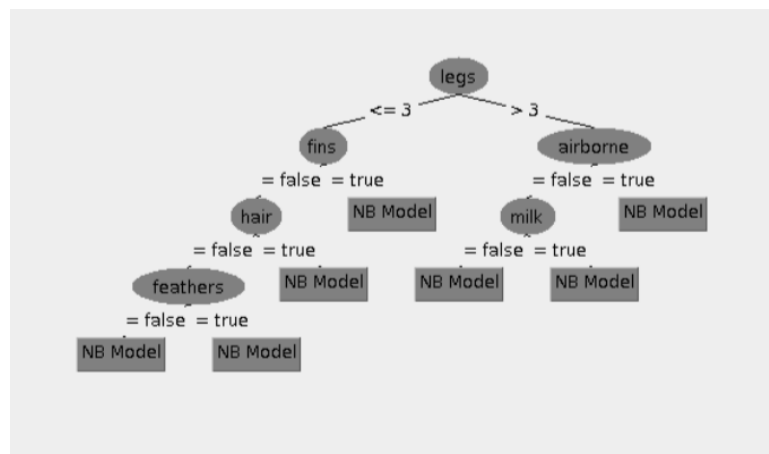 legs
<= 3 > 3
fins airborne
= false = true = false = true
hair NB Model milk NB Model
= false = true = false = true
feathers NB Model NB Model NB Model
= false = true
NB Model NB Model